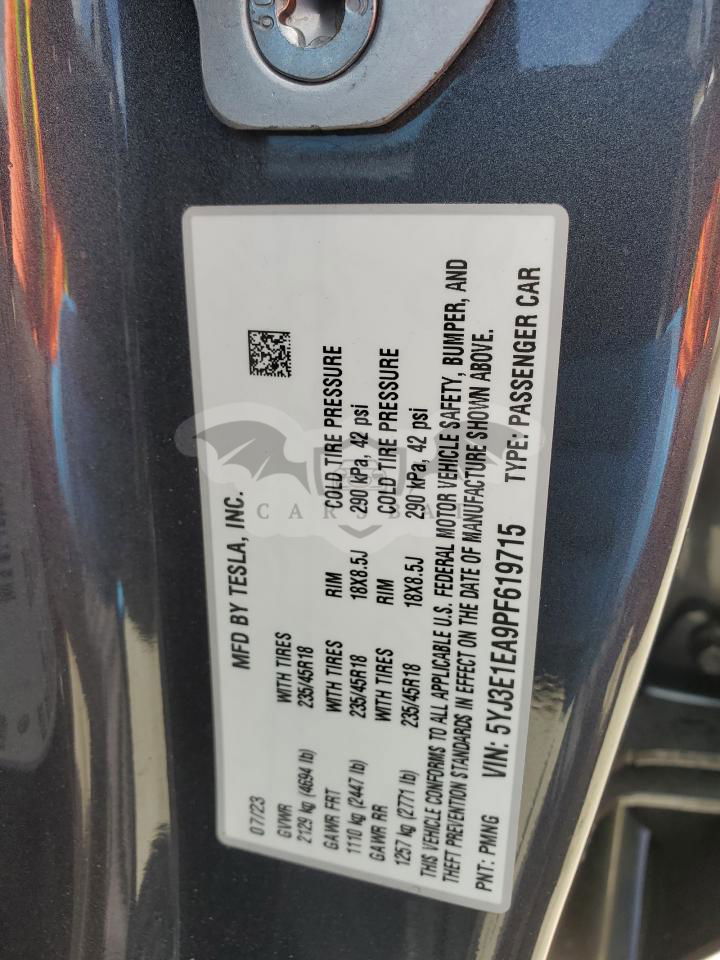 60
MFD BY TESLA, INC.
07/23
GVWR WITH TIRES
2129 kg (4694 lb) 235/45R18
GAWR FRT WITH TIRES RIM COLD TIRE PRESSURE
1110 kg (2447 lb) 235/45R18 18X8.5J 290 kPa, 42 psi
GAWR RR WITH TIRES RIM COLD TIRE PRESSURE
1257 kg (2771 lb) 235/45R18 18X8.5J 290 kPa, 42 psi
THIS VEHICLE CONFORMS TO ALL APPLICABLE U.S. FEDERAL MOTOR VEHICLE SAFETY, BUMPER, AND
THEFT PREVENTION STANDARDS IN EFFECT ON THE DATE OF MANUFACTURE SHOWN ABOVE.
PNT: PMNG VIN: 5YJ3E1EA9PF619715 TYPE: PASSENGER CAR
CARSBAT